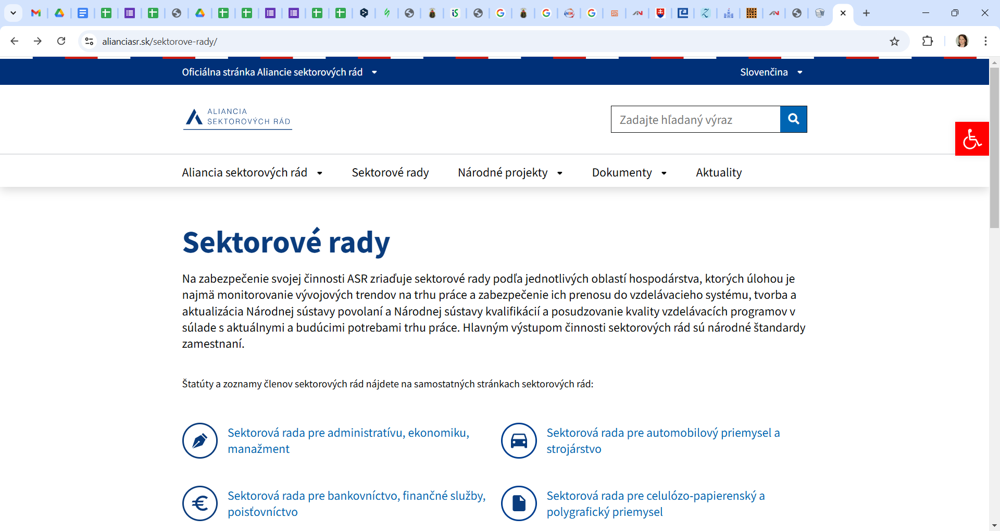 alianciasr.sk/sektorove-rady/
Oficiálna stránka Aliancie sektorových rád
Slovenčina
ALIANCIA
SEKTOROVÝCH RÁD
Zadajte hľadaný výraz
Aliancia sektorových rád
Sektorové rady
Národné projekty
Dokumenty
Aktuality
Sektorové rady
Na zabezpečenie svojej činnosti ASR zriaďuje sektorové rady podľa jednotlivých oblastí hospodárstva, ktorých úlohou je
najmä monitorovanie vývojových trendov na trhu práce a zabezpečenie ich prenosu do vzdelávacieho systému, tvorba a
aktualizácia Národnej sústavy povolaní a Národnej sústavy kvalifikácií a posudzovanie kvality vzdelávacích programov v
súlade s aktuálnymi a budúcimi potrebami trhu práce. Hlavným výstupom činnosti sektorových rád sú národné štandardy
zamestnaní.
Štatúty a zoznamy členov sektorových rád nájdete na samostatných stránkach sektorových rád:
Sektorová rada pre administratívu, ekonomiku,
manažment
Sektorová rada pre automobilový priemysel a
strojárstvo
Sektorová rada pre bankovníctvo, finančné služby,
poisťovníctvo
Sektorová rada pre celulózo-papierenský a
polygrafický priemysel